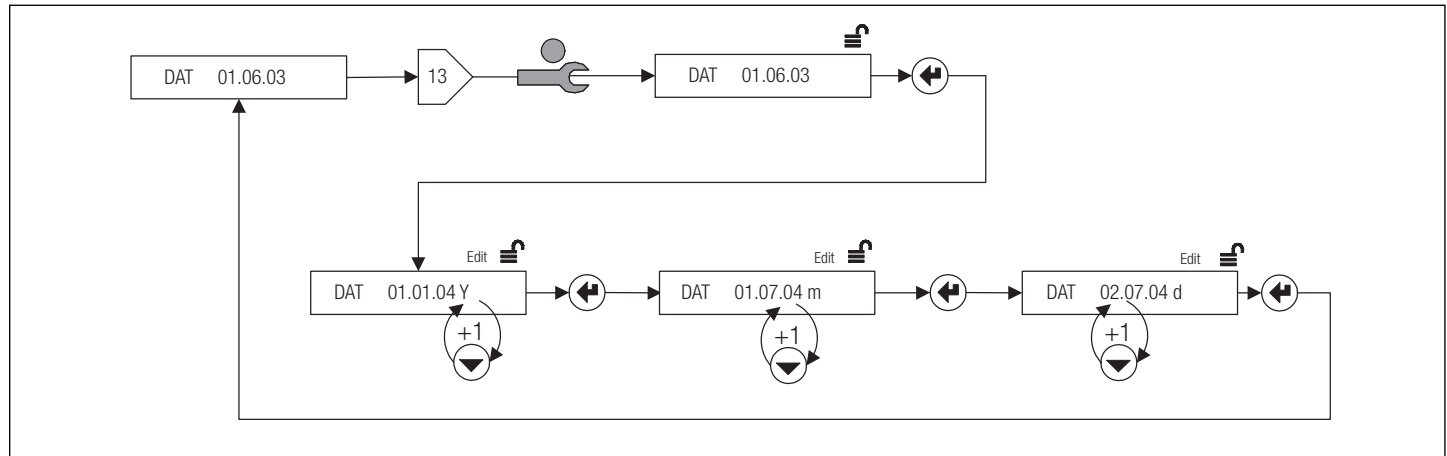 DAT 01.06.03
13
DAT 01.06.03
Edit
DAT 01.01.04 Y
+1
Edit
DAT 01.07.04 m
+1
Edit
DAT 02.07.04 d
+1